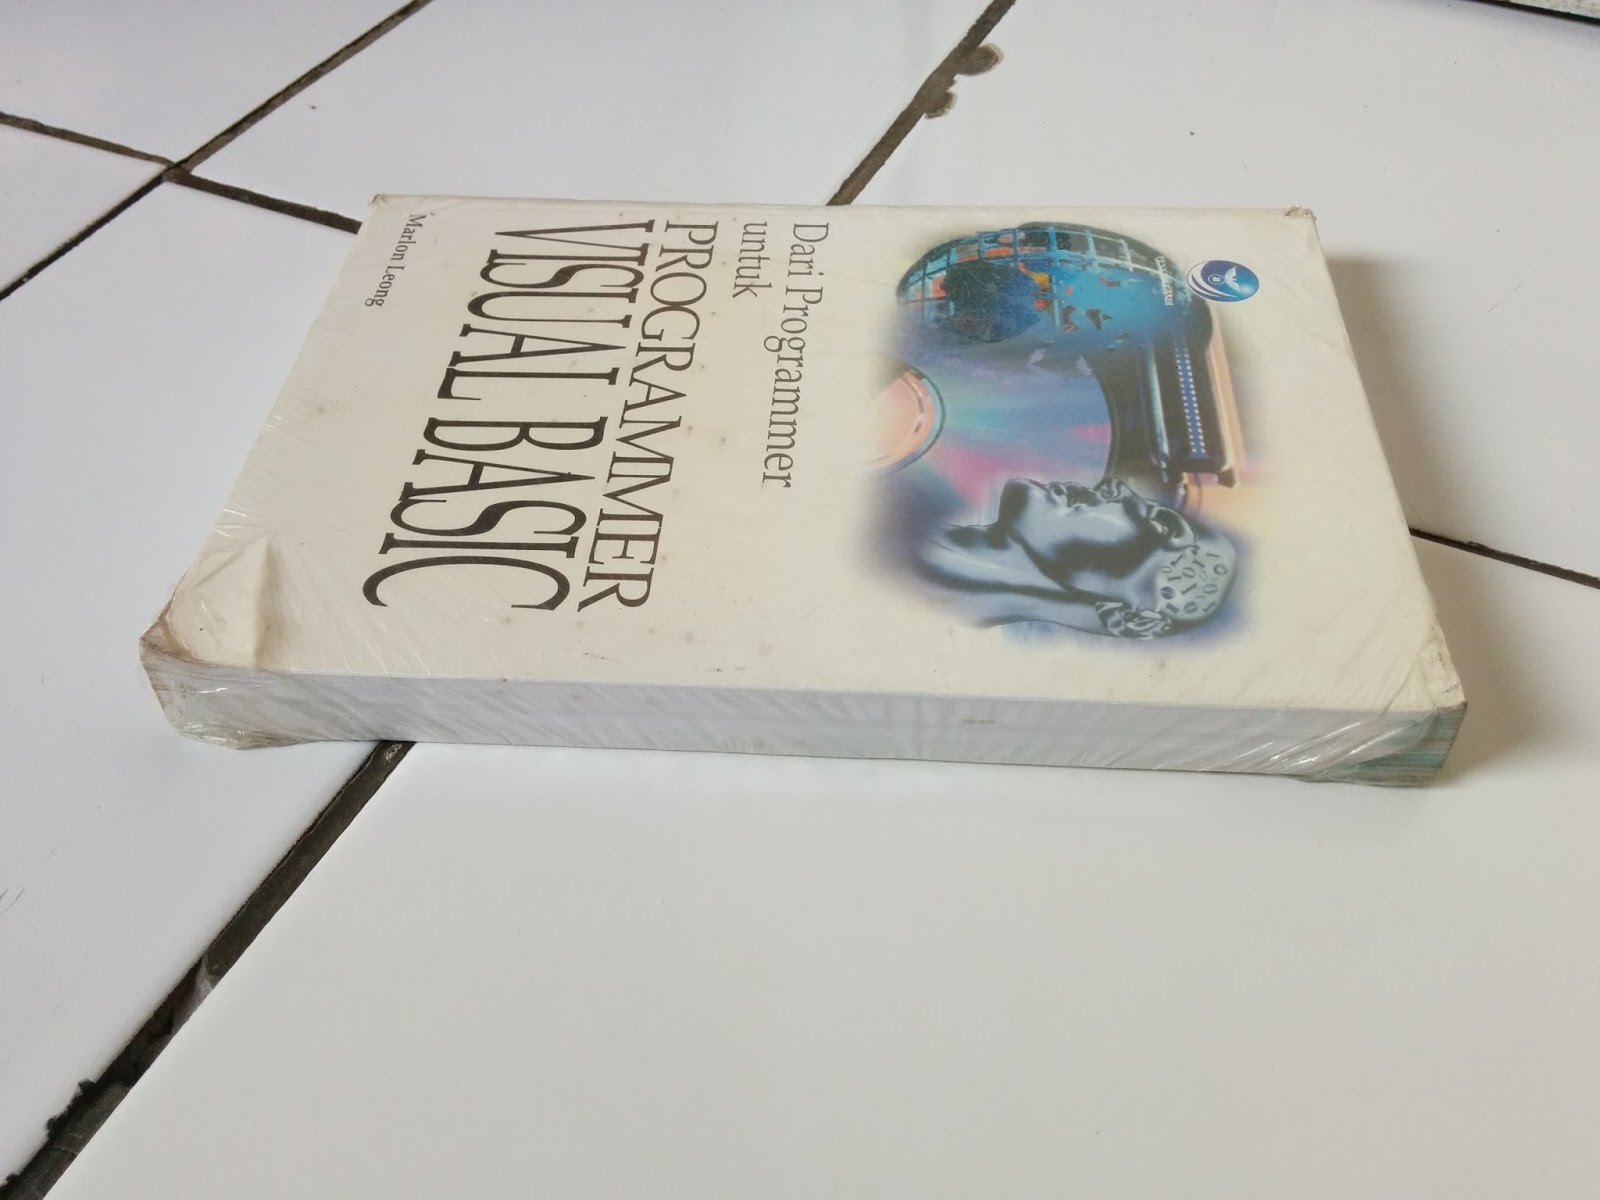 Dari Programmer
untuk
PROGRAMMER
VISUAL BASIC
Marlon Leong